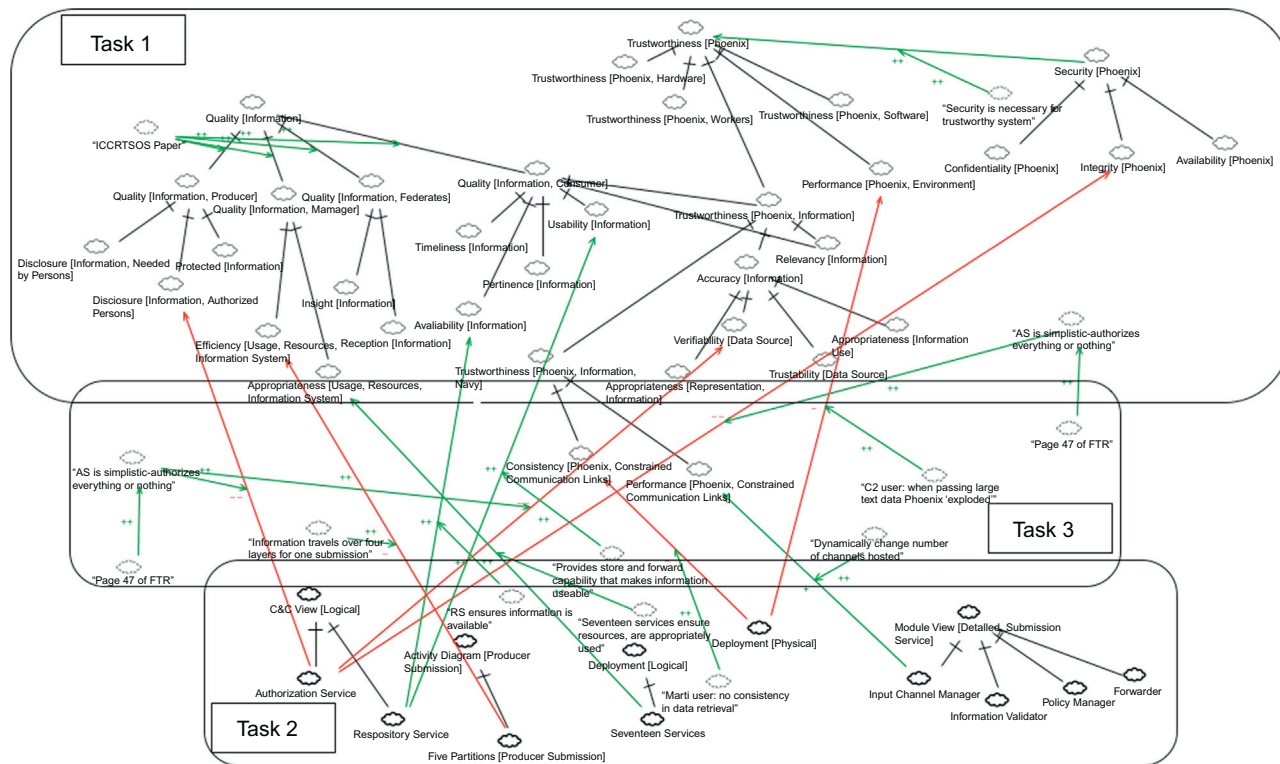 Task 1
Trustworthiness [Phoenix]
Trustworthiness [Phoenix, Hardware]
Security [Phoenix]
++
++
"Security is necessary for
trustworthy system"
Trustworthiness [Phoenix, Workers]
Trustworthiness [Phoenix, Software]
Quality [Information]
"ICCRTSOS Paper"
++
++
++
++
Confidentiality [Phoenix]
Integrity [Phoenix]
Availability [Phoenix]
Quality [Information, Producer]
Quality [Information, Manager]
Quality [Information, Federates]
Quality [Information, Consumer]
Performance [Phoenix, Environment]
Usability [Information]
Trustworthiness [Phoenix, Information]
Timeliness [Information]
Relevancy [Information]
Disclosure [Information, Needed
by Persons]
Protected [Information]
Pertinence [Information]
Accuracy [Information]
Disclosure [Information, Authorized
Persons]
Insight [Information]
Avaliability [Information]
Reception [Information]
Efficiency [Usage, Resources,
Information System]
Verifiability [Data Source]
Appropriateness [Information
Use]
"AS is simplistic-authorizes
everything or nothing"
Trustworthiness [Phoenix, Information,
Navy]
Trustability [Data Source]
Appropriateness [Usage, Resources,
Information System]
Appropriateness [Representation,
Information]
++
++
--
-
"Page 47 of FTR"
"AS is simplistic-authorizes
everything or nothing"
++
++
++
--
--
Consistency [Phoenix, Constrained
Communication Links]
Performance [Phoenix, Constrained
Communication Links]
++
++
"C2 user: when passing large
text data Phoenix 'exploded'"
Task 3
++
++
++
"Information travels over four
layers for one submission"
++
-
"Dynamically change number
of channels hosted"
++
"Page 47 of FTR"
"Provides store and forward
capability that makes information
useable"
++
++
+
C&C View [Logical]
"RS ensures information is
available"
"Seventeen services ensure
resources, are appropriately
used"
++
Deployment [Physical]
Module View [Detailed, Submission
Service]
Activity Diagram [Producer
Submission]
Deployment [Logical]
Authorization Service
"Marti user: no consistency
in data retrieval"
Input Channel Manager
Forwarder
Policy Manager
Information Validator
Task 2
Respository Service
Seventeen Services
Five Partitions [Producer Submission]